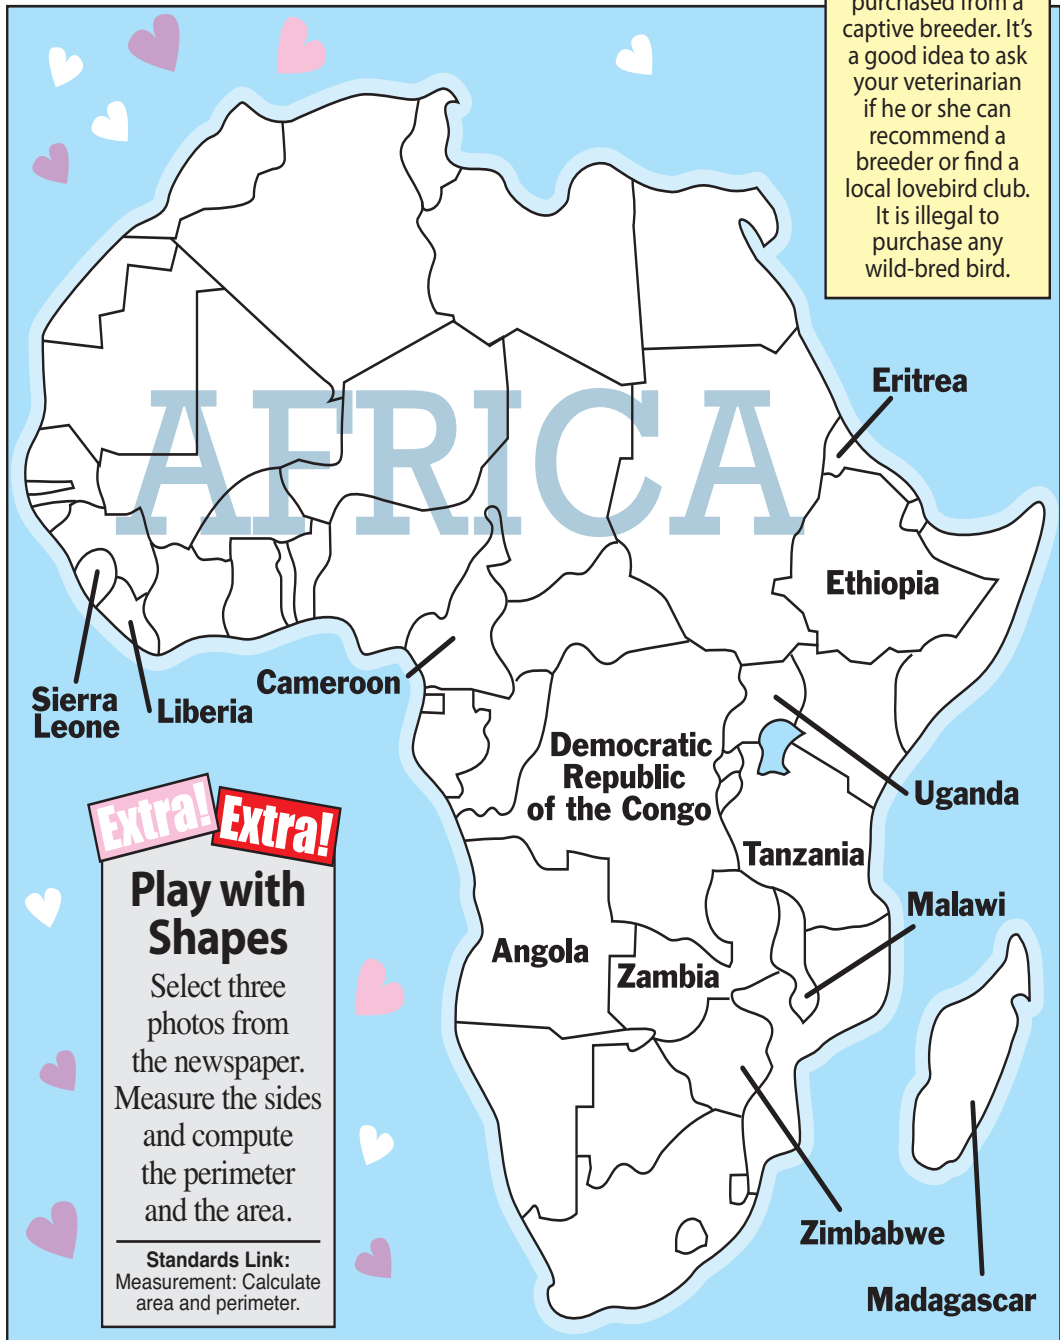 purchased from a
captive breeder. It's
a good idea to ask
your veterinarian
if he or she can
recommend a
breeder or find a
local lovebird club.
It is illegal to
purchase any
wild-bred bird.
AFRICA
Eritrea
Ethiopia
Sierra
Leone
Liberia
Cameroon
Democratic
Republic
of the Congo
Uganda
Tanzania
Malawi
Angola
Zambia
Zimbabwe
Madagascar
Extra! Extra!
Play with
Shapes
Select three
photos from
the newspaper.
Measure the sides
and compute
the perimeter
and the area.
Standards Link:
Measurement: Calculate
area and perimeter.